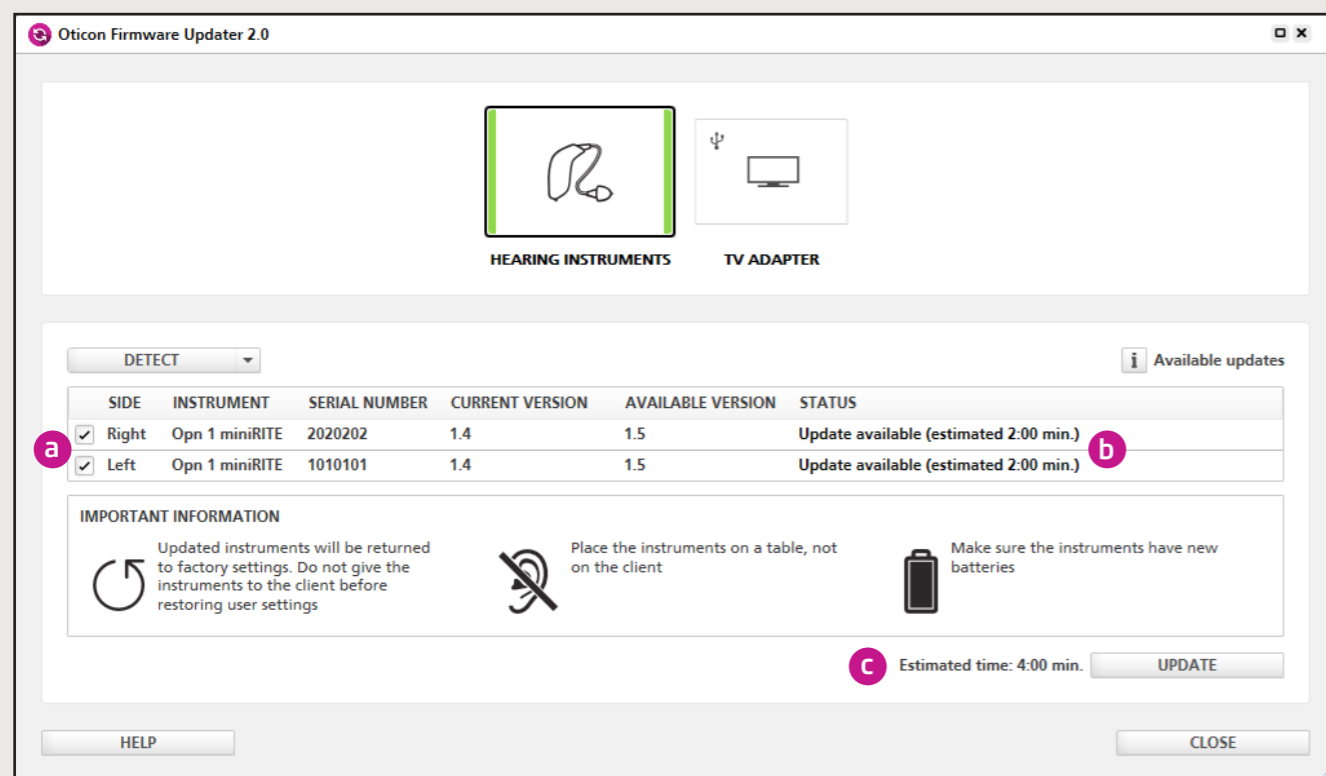 Oticon Firmware Updater 2.0
HEARING INSTRUMENTS
TV ADAPTER
DETECT
i Available updates
SIDE INSTRUMENT SERIAL NUMBER CURRENT VERSION AVAILABLE VERSION STATUS
a
Right Opn 1 miniRITE 2020202 1.4 1.5 Update available (estimated 2:00 min.)
b
Left Opn 1 miniRITE 1010101 1.4 1.5 Update available (estimated 2:00 min.)
IMPORTANT INFORMATION
Updated instruments will be returned
to factory settings. Do not give the
instruments to the client before
restoring user settings
Place the instruments on a table, not
on the client
Make sure the instruments have new
batteries
c Estimated time: 4:00 min. UPDATE
HELP
CLOSE